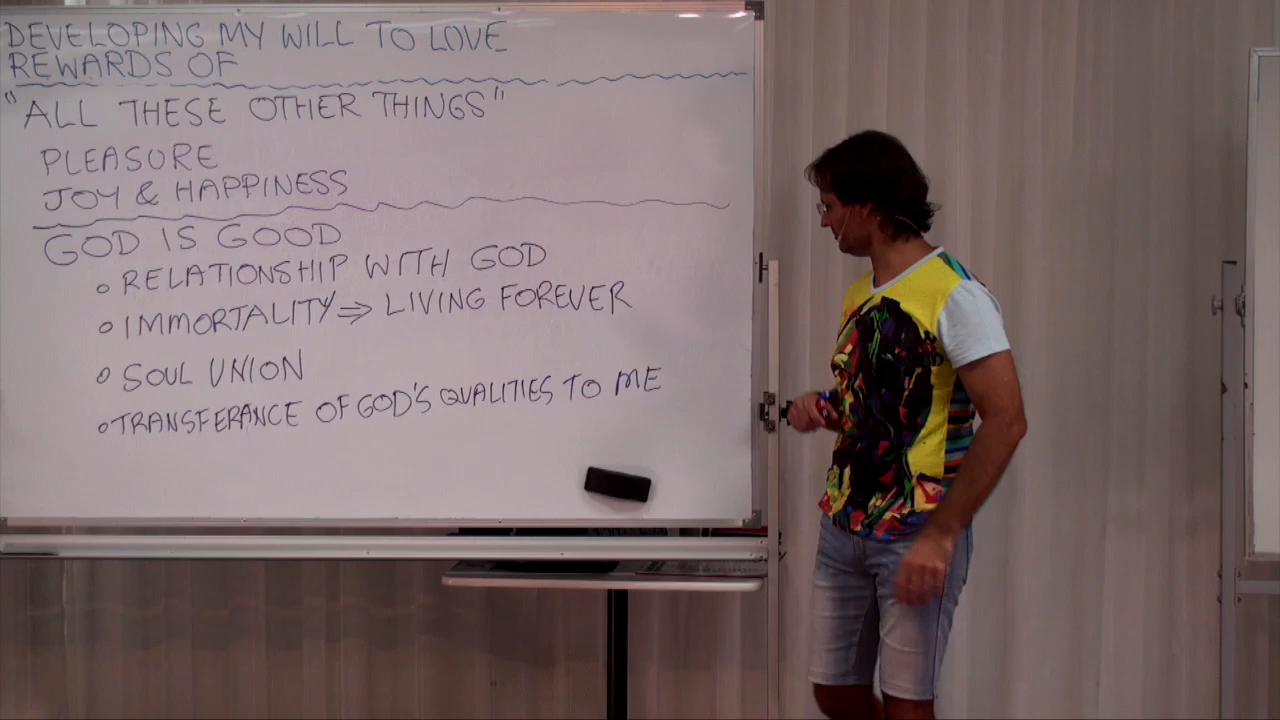 DEVELOPING MY WILL TO LOVE
REWARDS OF
"ALL THESE OTHER THINGS"
PLEASURE
JOY & HAPPINESS
GOD IS GOOD
o RELATIONSHIP WITH GOD
o IMMORTALITY ⇒ LIVING FOREVER
o SOUL UNION
o TRANSFERANCE OF GOD'S QUALITIES TO ME